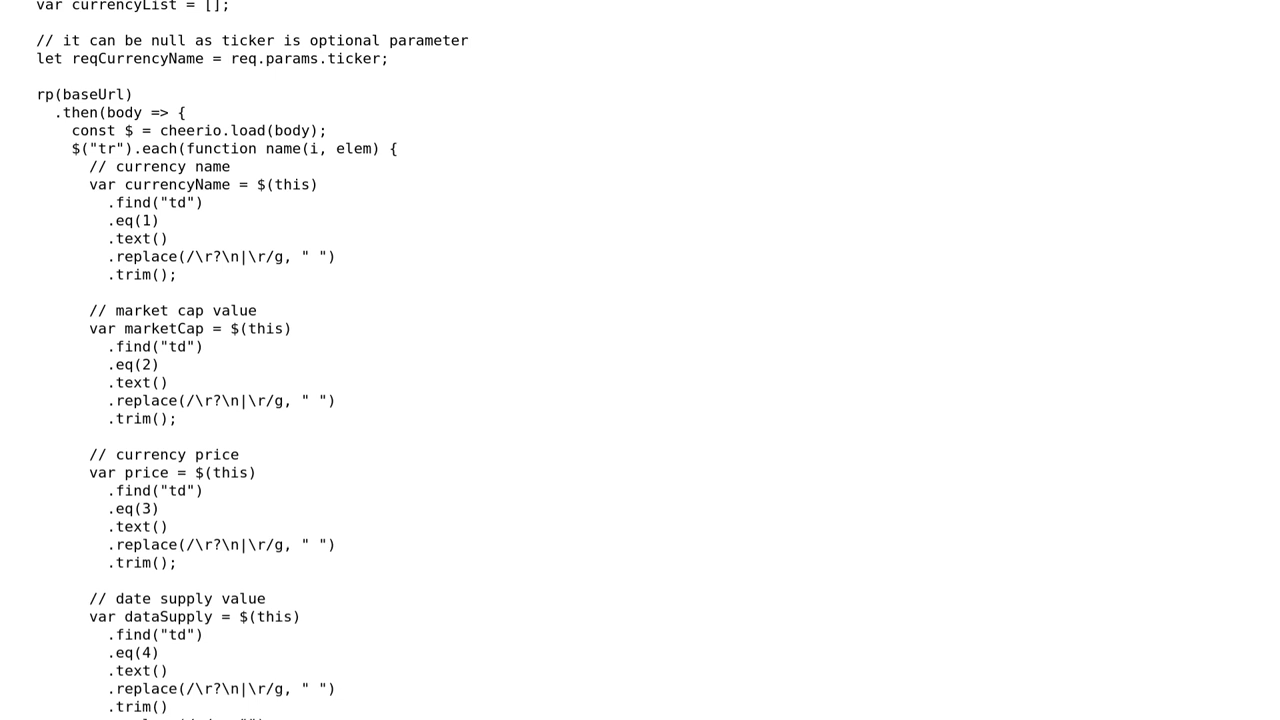 var currencyList = [];

// it can be null as ticker is optional parameter
let reqCurrencyName = req.params.ticker;

rp(baseUrl)
  .then(body => {
    const $ = cheerio.load(body);
    $("tr").each(function name(i, elem) {
      // currency name
      var currencyName = $(this)
        .find("td")
        .eq(1)
        .text()
        .replace(/\r?\n|\r/g, " ")
        .trim();

      // market cap value
      var marketCap = $(this)
        .find("td")
        .eq(2)
        .text()
        .replace(/\r?\n|\r/g, " ")
        .trim();

      // currency price
      var price = $(this)
        .find("td")
        .eq(3)
        .text()
        .replace(/\r?\n|\r/g, " ")
        .trim();

      // date supply value
      var dataSupply = $(this)
        .find("td")
        .eq(4)
        .text()
        .replace(/\r?\n|\r/g, " ")
        .trim()